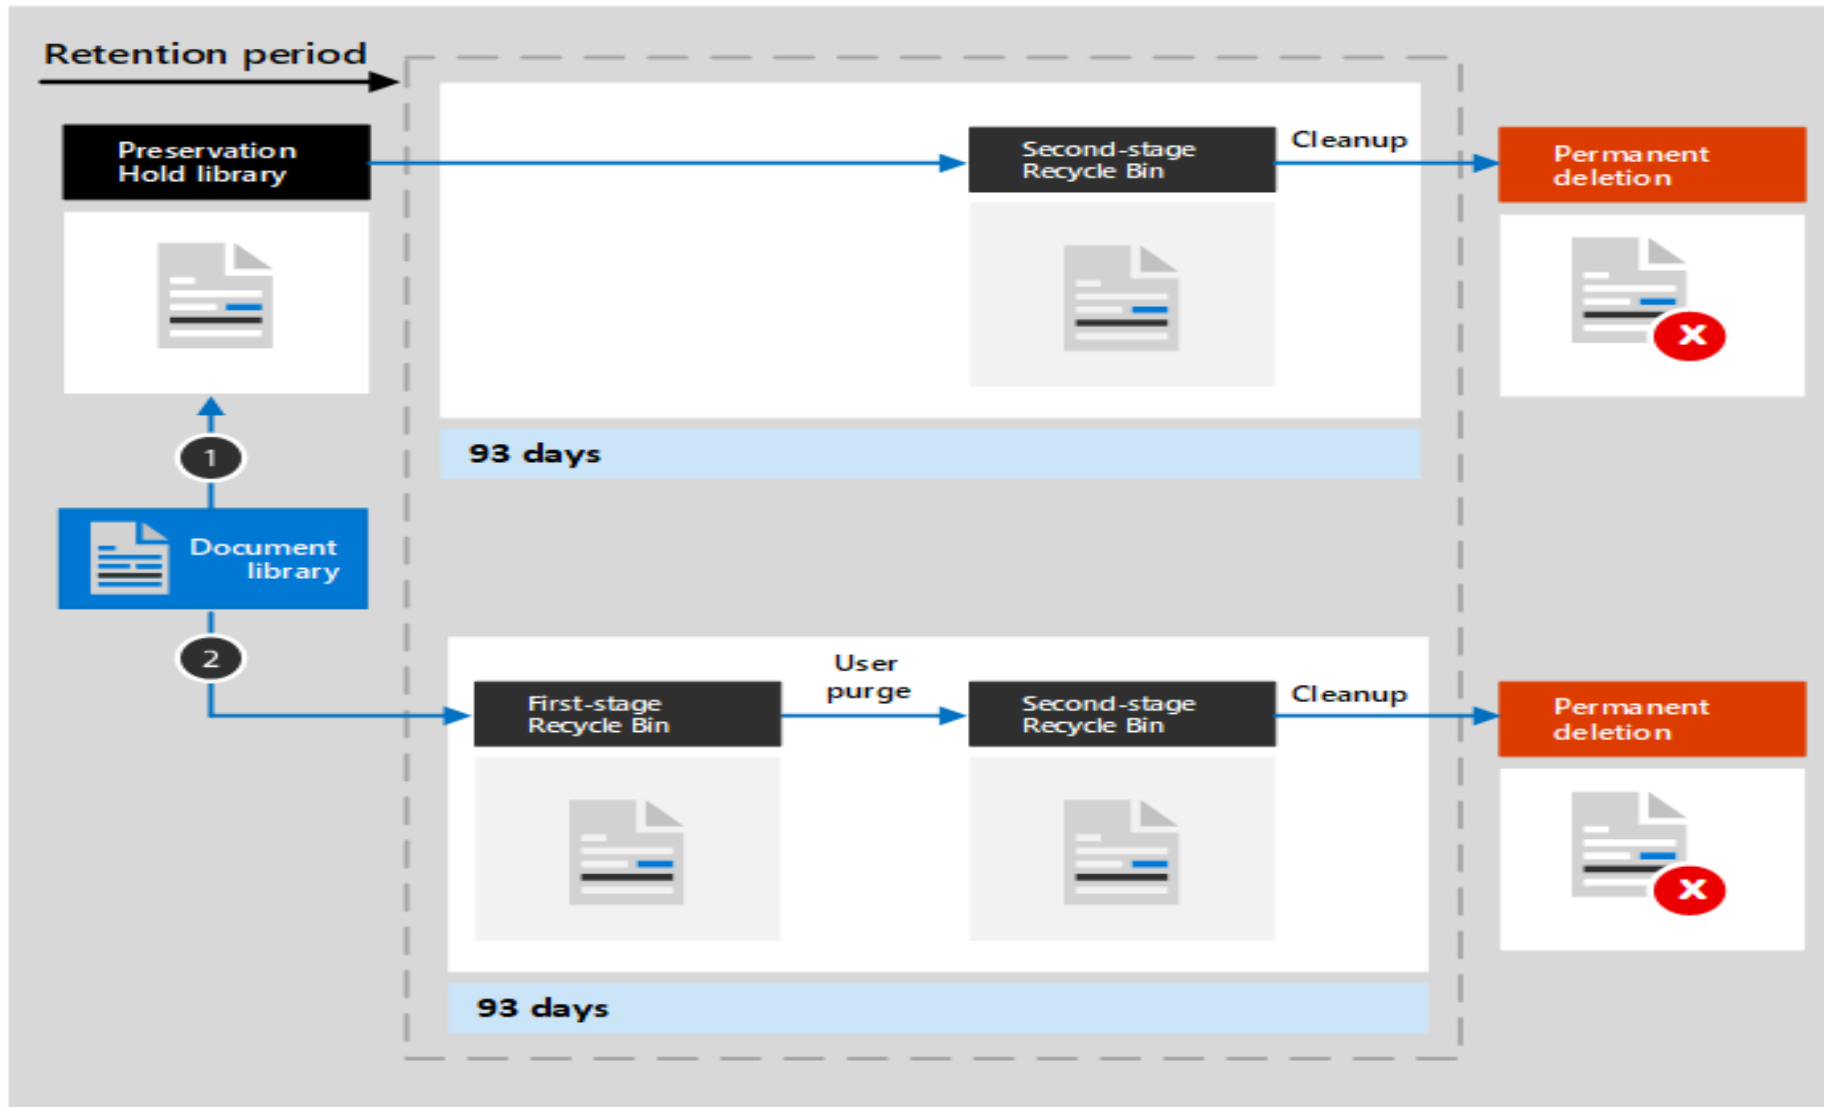 Retention period
Preservation
Hold library
Second-stage
Recycle Bin
Cleanup
Permanent
deletion
93 days
1
Document
library
2
First-stage
Recycle Bin
User
purge
Second-stage
Recycle Bin
Cleanup
Permanent
deletion
93 days